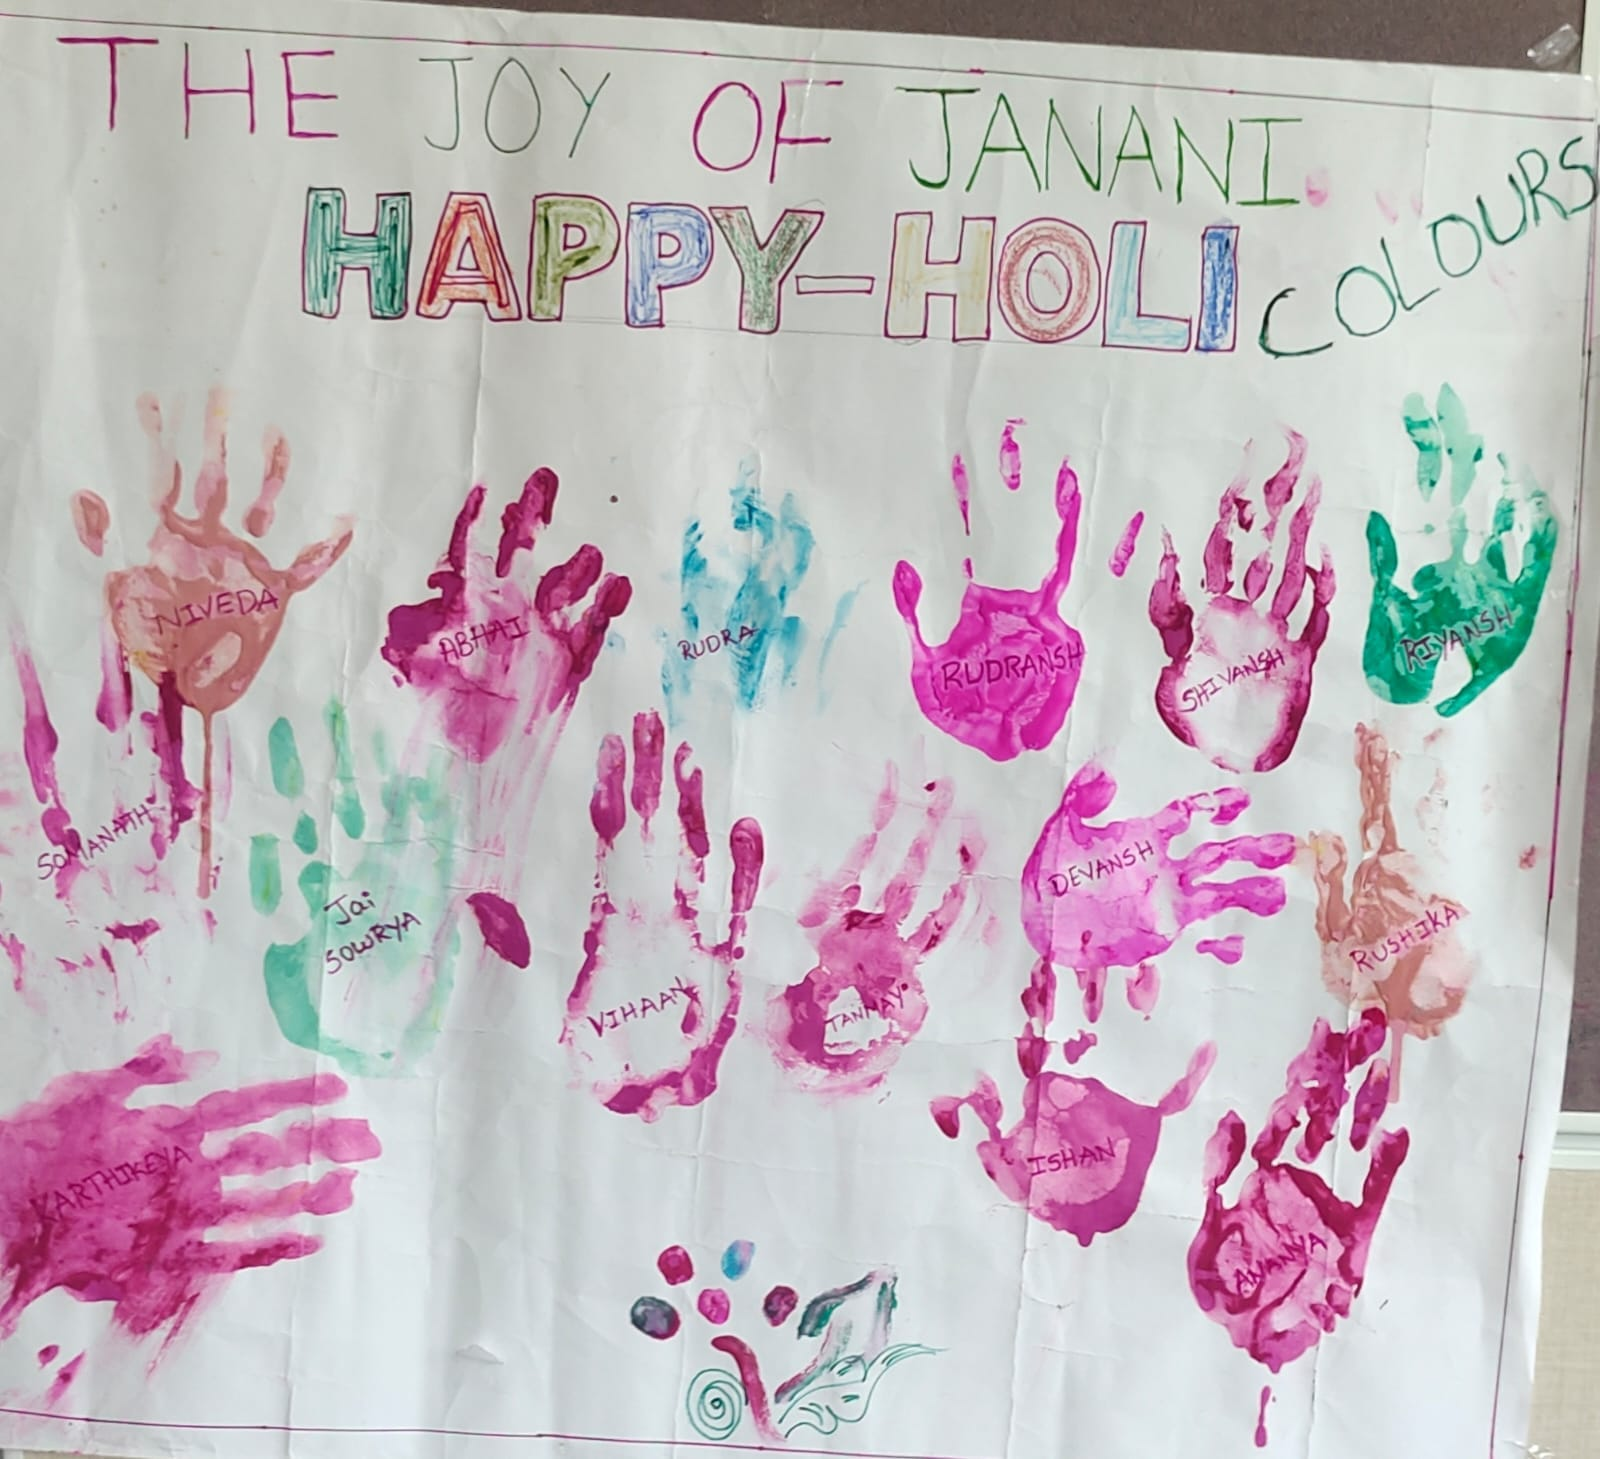 THE JOY OF JANANI
HAPPY-HOLI COLOURS
NIVEDA
ABHAI
RUDRA
RUDRANSH
SHIVANSH
RIYANSH
SOMANATH
Jai
SOWRYA
VIHAAN
TANMAY
DEVANSH
RUSHIKA
KARTHIKEYA
ISHAN
ANANYA